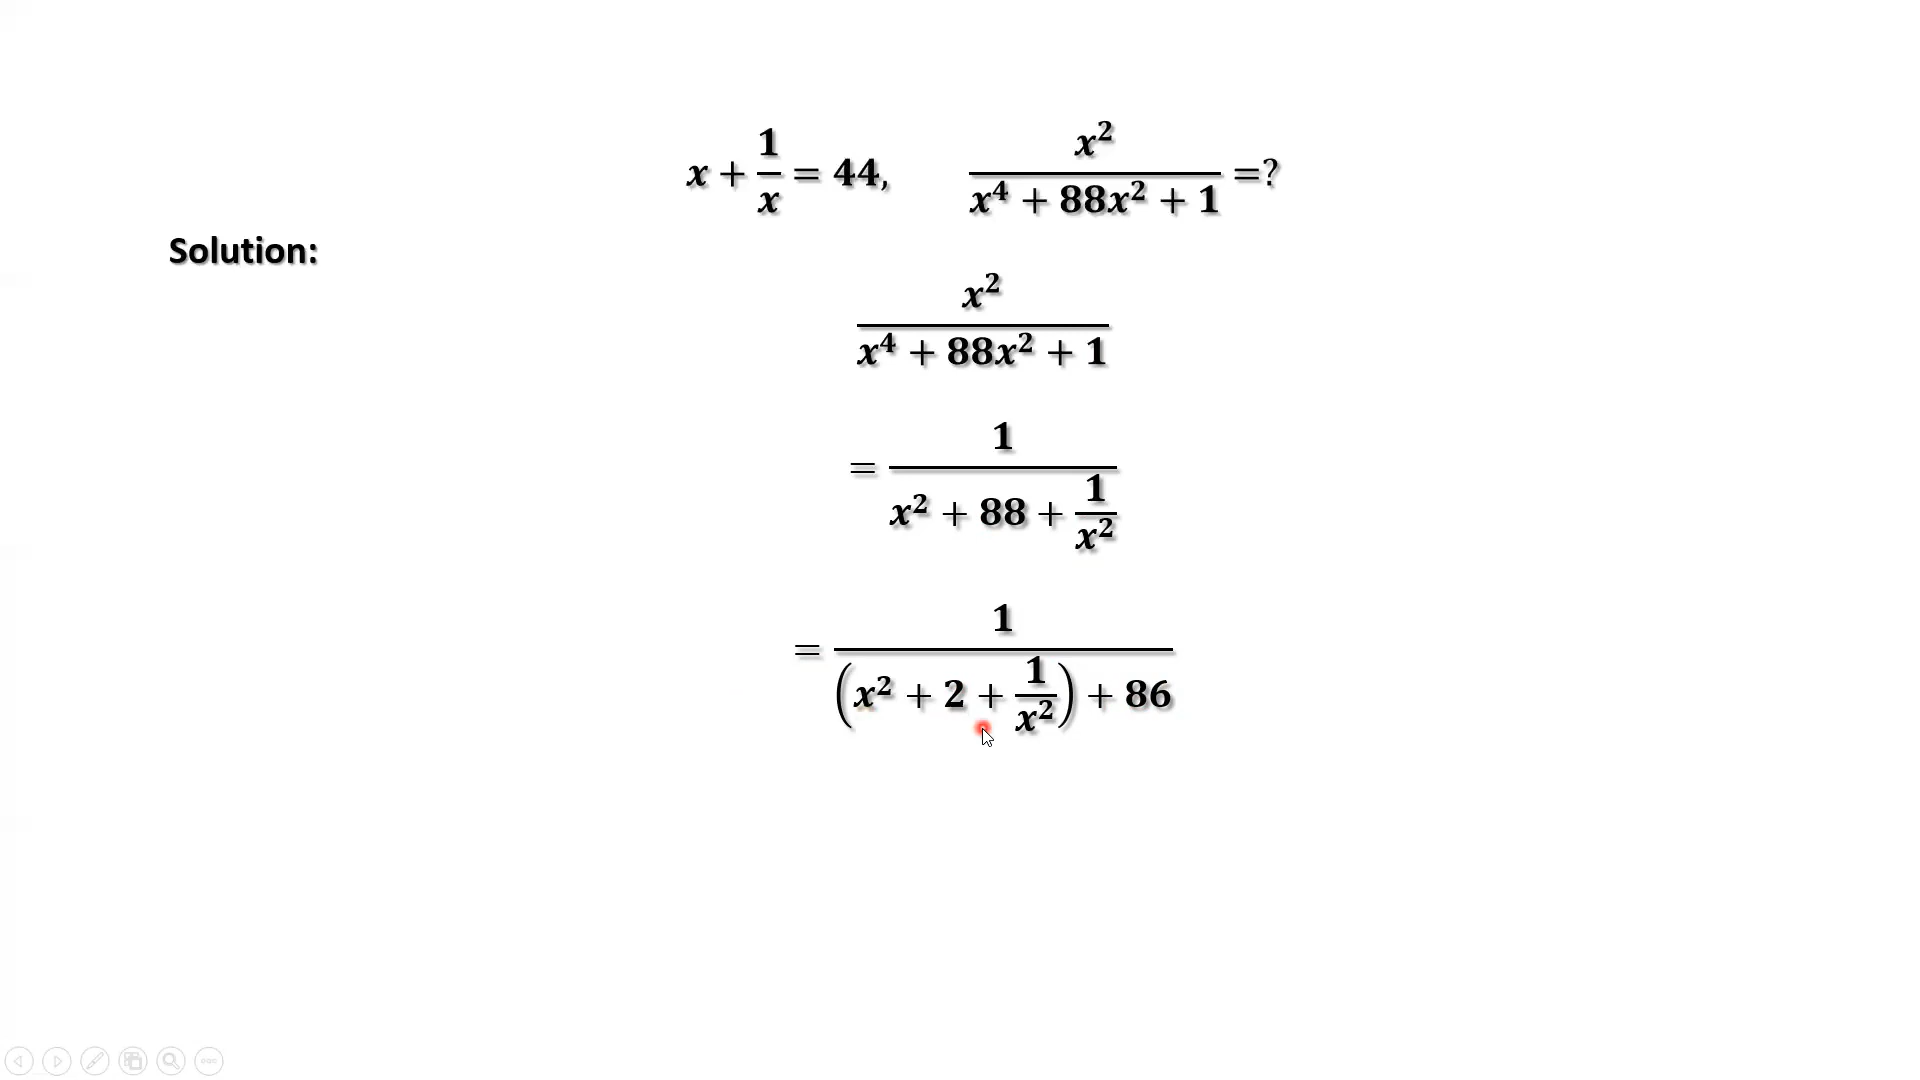 x + 1/x = 44, x²/(x⁴ + 88x² + 1) =?
Solution:
x²/(x⁴ + 88x² + 1)
= 1/(x² + 88 + 1/x²)
= 1/((x² + 2 + 1/x²) + 86)